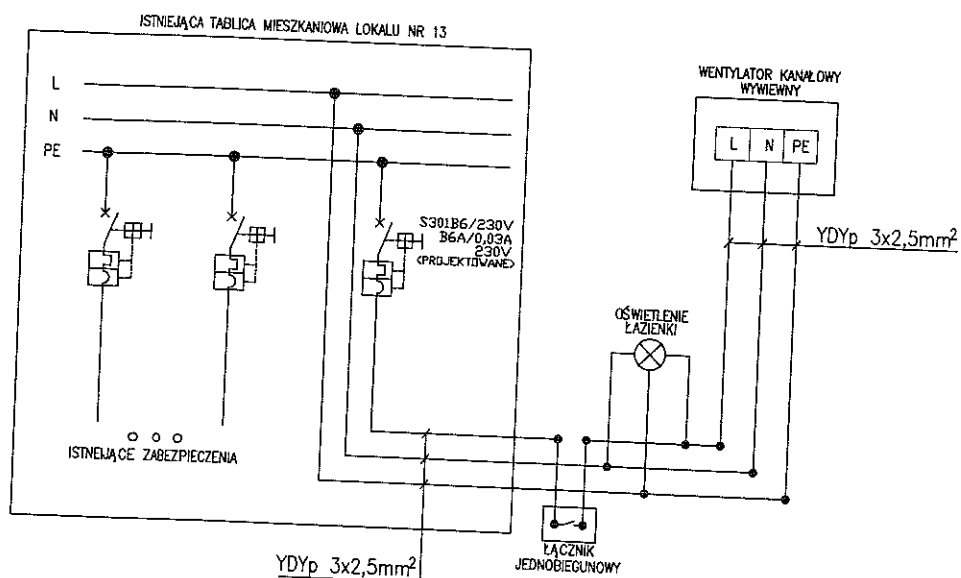 ISTNIEJĄCA TABLICA MIESZKANIOWA LOKALU NR 13
L
N
PE
S301B6/230V
B6A/0,03A
230V
<PROJEKTOWANE>
ISTNEIJĄCE ZABEZPIECZENIA
YDYp 3x2,5mm²
WENTYLATOR KANAŁOWY
WYWIEWNY
L N PE
YDYp 3x2,5mm²
OŚWIETLENIE
ŁAZIENKI
ŁĄCZNIK
JEDNOBIEGUNOWY